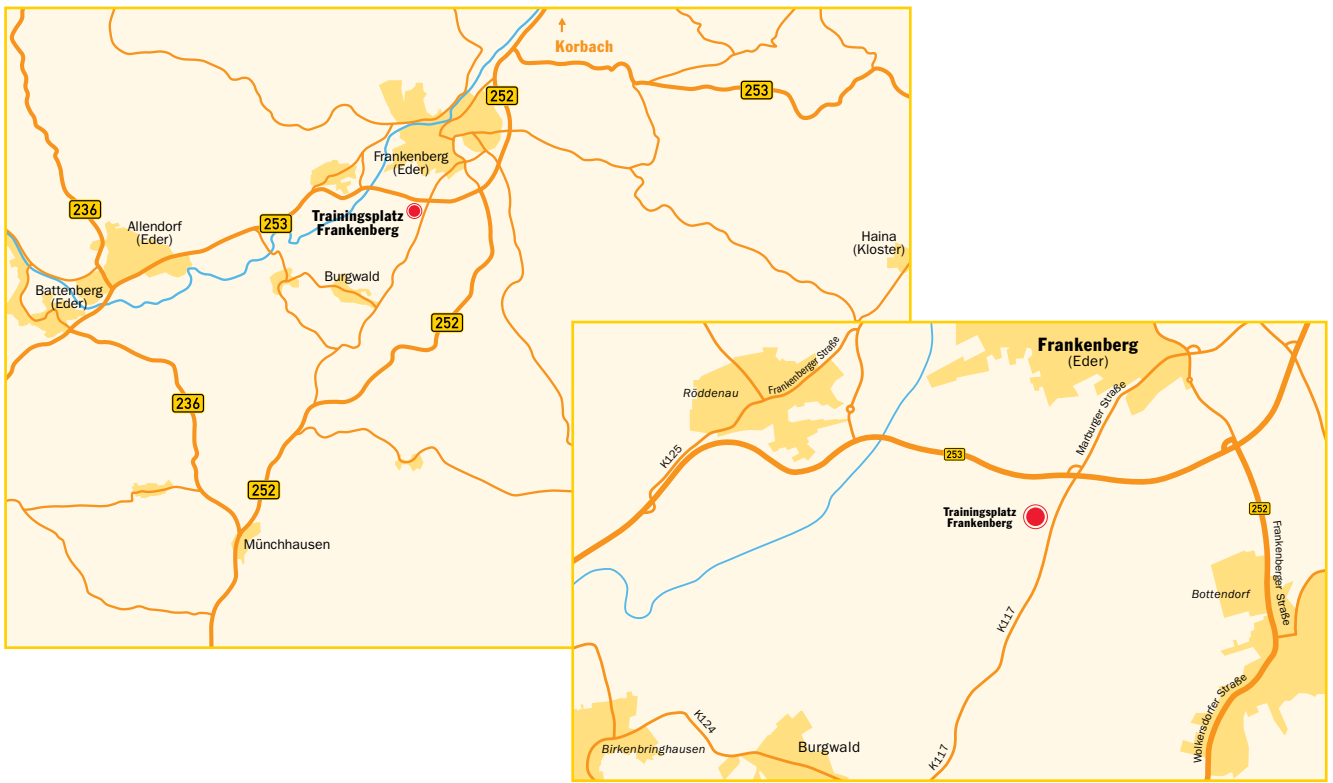 Korbach
252
253
Frankenberg
(Eder)
236
Allendorf
(Eder)
253
Trainingsplatz
Frankenberg
Haina
(Kloster)
Burgwald
Battenberg
(Eder)
252
236
252
Münchhausen
Frankenberg
(Eder)
Frankenberger Straße
Röddenau
Marburger Straße
K125
253
Trainingsplatz
Frankenberg
252
Frankenberger Straße
Bottendorf
K117
Wolkersdorfer Straße
K124
Birkenbringhausen
Burgwald
K117